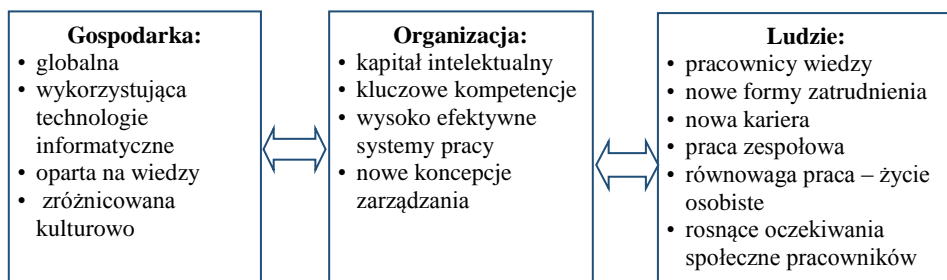 Gospodarka:
• globalna
• wykorzystująca
technologie
informatyczne
• oparta na wiedzy
• zróżnicowana
kulturowo
Organizacja:
• kapitał intelektualny
• kluczowe kompetencje
• wysoko efektywne
systemy pracy
• nowe koncepcje
zarządzania
Ludzie:
• pracownicy wiedzy
• nowe formy zatrudnienia
• nowa kariera
• praca zespołowa
• równowaga praca – życie
osobiste
• rosnące oczekiwania
społeczne pracowników